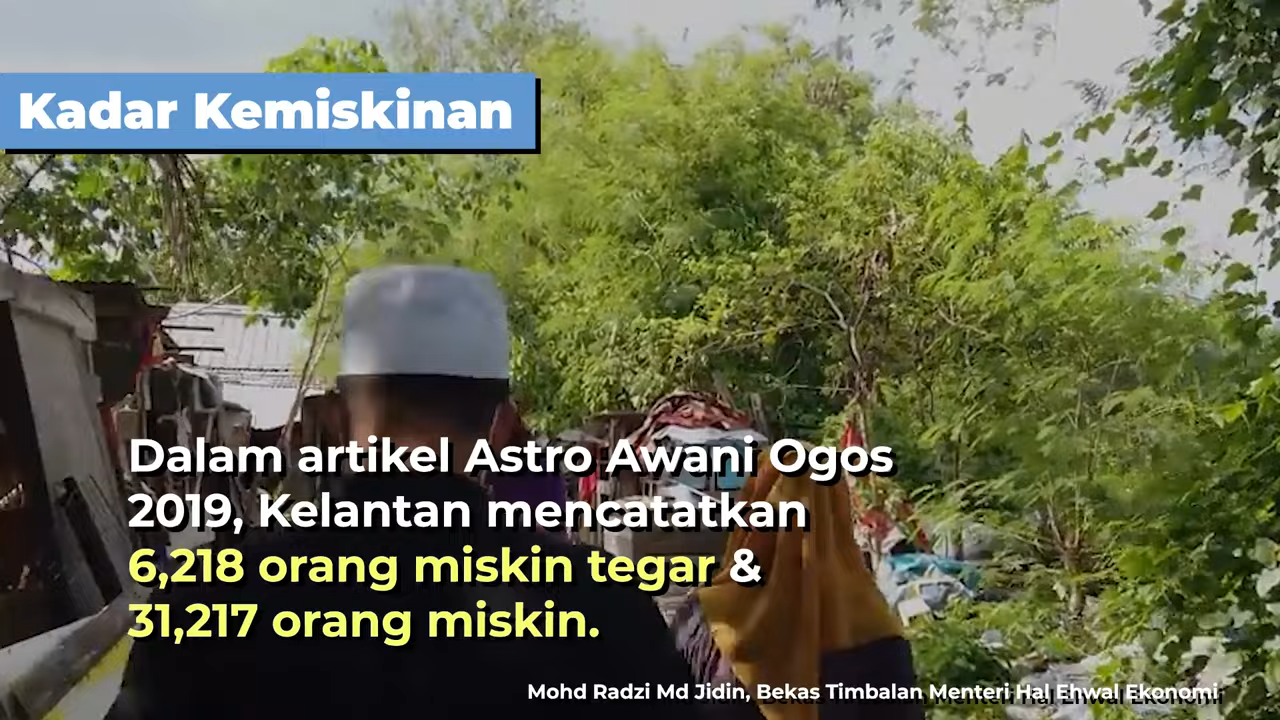 Kadar Kemiskinan
Dalam artikel Astro Awani Ogos
2019, Kelantan mencatatkan
6,218 orang miskin tegar &
31,217 orang miskin.
Mohd Radzi Md Jidin, Bekas Timbalan Menteri Hal Ehwal Ekonomi